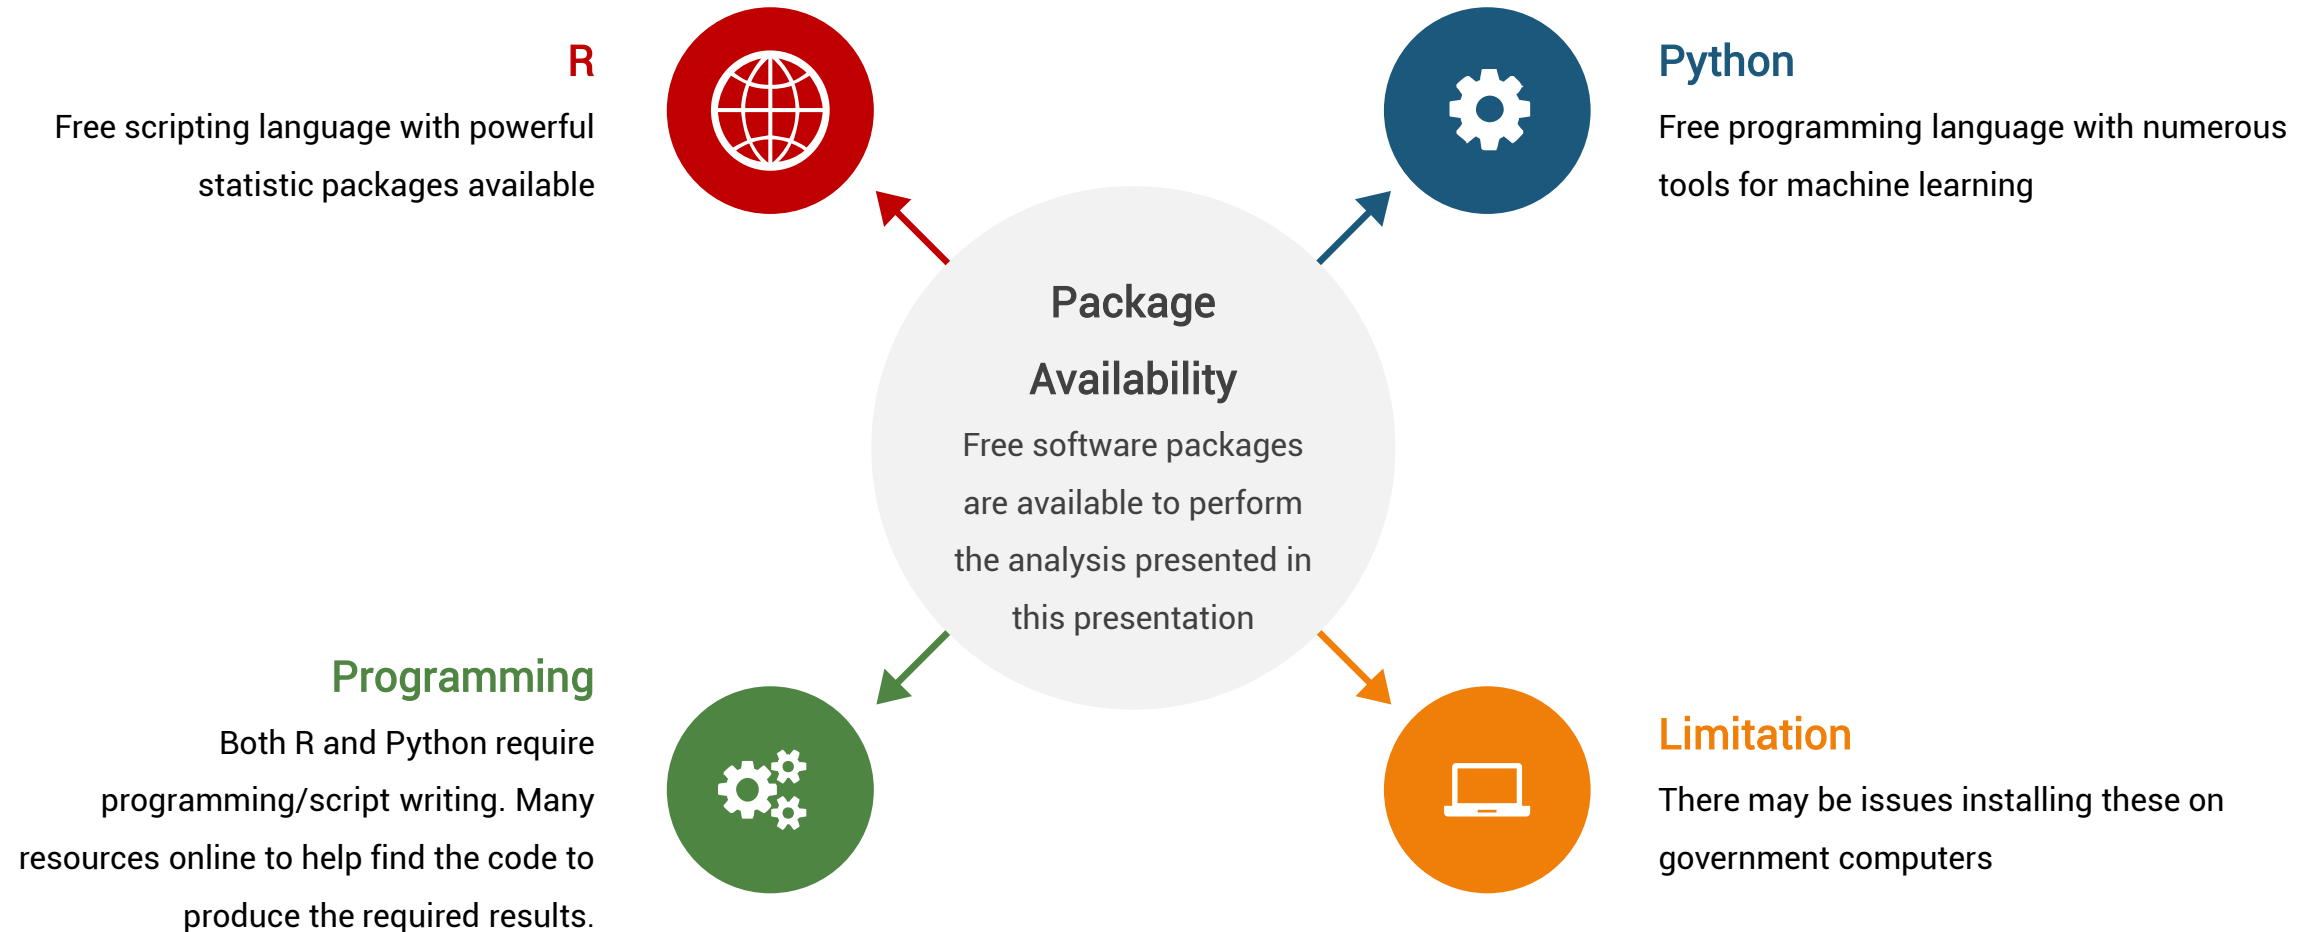 R
Free scripting language with powerful
statistic packages available
Python
Free programming language with numerous
tools for machine learning
Package
Availability
Free software packages
are available to perform
the analysis presented in
this presentation
Programming
Both R and Python require
programming/script writing. Many
resources online to help find the code to
produce the required results.
Limitation
There may be issues installing these on
government computers